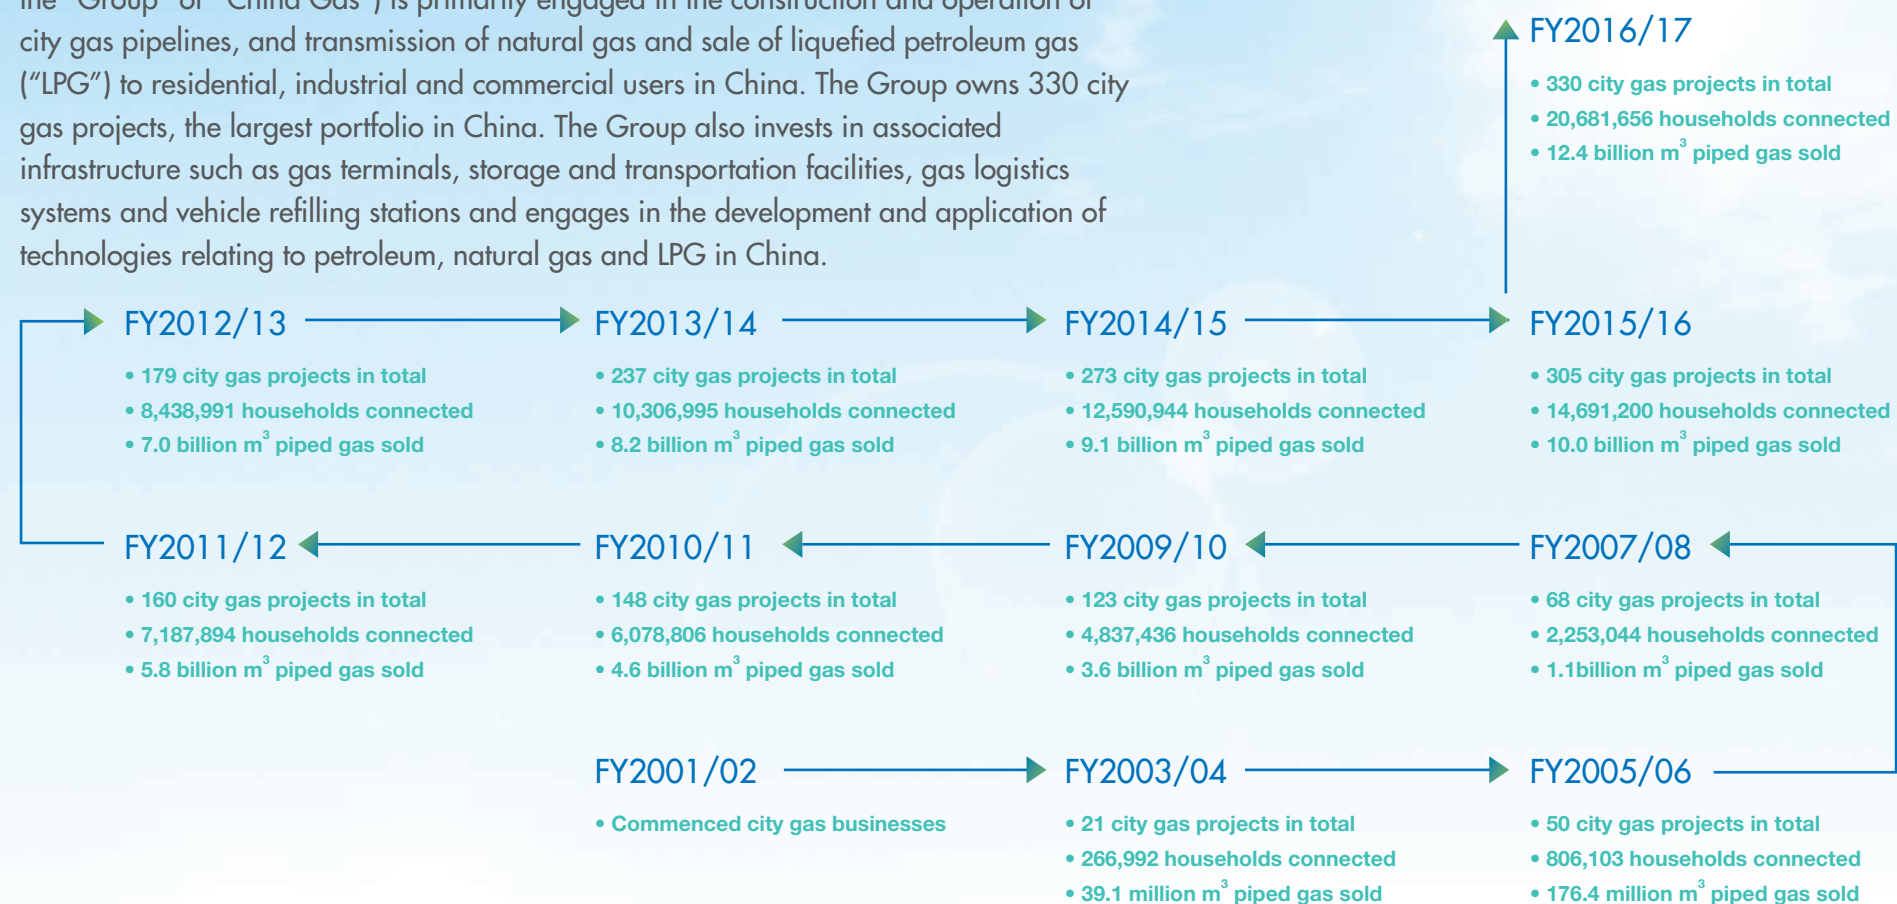 the "Group" or "China Gas") is primarily engaged in the construction and operation of
city gas pipelines, and transmission of natural gas and sale of liquefied petroleum gas
(“LPG”) to residential, industrial and commercial users in China. The Group owns 330 city
gas projects, the largest portfolio in China. The Group also invests in associated
infrastructure such as gas terminals, storage and transportation facilities, gas logistics
systems and vehicle refilling stations and engages in the development and application of
technologies relating to petroleum, natural gas and LPG in China.
FY2016/17
• 330 city gas projects in total
• 20,681,656 households connected
• 12.4 billion m³ piped gas sold
FY2012/13
• 179 city gas projects in total
• 8,438,991 households connected
• 7.0 billion m³ piped gas sold
FY2013/14
• 237 city gas projects in total
• 10,306,995 households connected
• 8.2 billion m³ piped gas sold
FY2014/15
• 273 city gas projects in total
• 12,590,944 households connected
• 9.1 billion m³ piped gas sold
FY2015/16
• 305 city gas projects in total
• 14,691,200 households connected
• 10.0 billion m³ piped gas sold
FY2011/12
• 160 city gas projects in total
• 7,187,894 households connected
• 5.8 billion m³ piped gas sold
FY2010/11
• 148 city gas projects in total
• 6,078,806 households connected
• 4.6 billion m³ piped gas sold
FY2009/10
• 123 city gas projects in total
• 4,837,436 households connected
• 3.6 billion m³ piped gas sold
FY2007/08
• 68 city gas projects in total
• 2,253,044 households connected
• 1.1billion m³ piped gas sold
FY2001/02
• Commenced city gas businesses
FY2003/04
• 21 city gas projects in total
• 266,992 households connected
• 39.1 million m³ piped gas sold
FY2005/06
• 50 city gas projects in total
• 806,103 households connected
• 176.4 million m³ piped gas sold